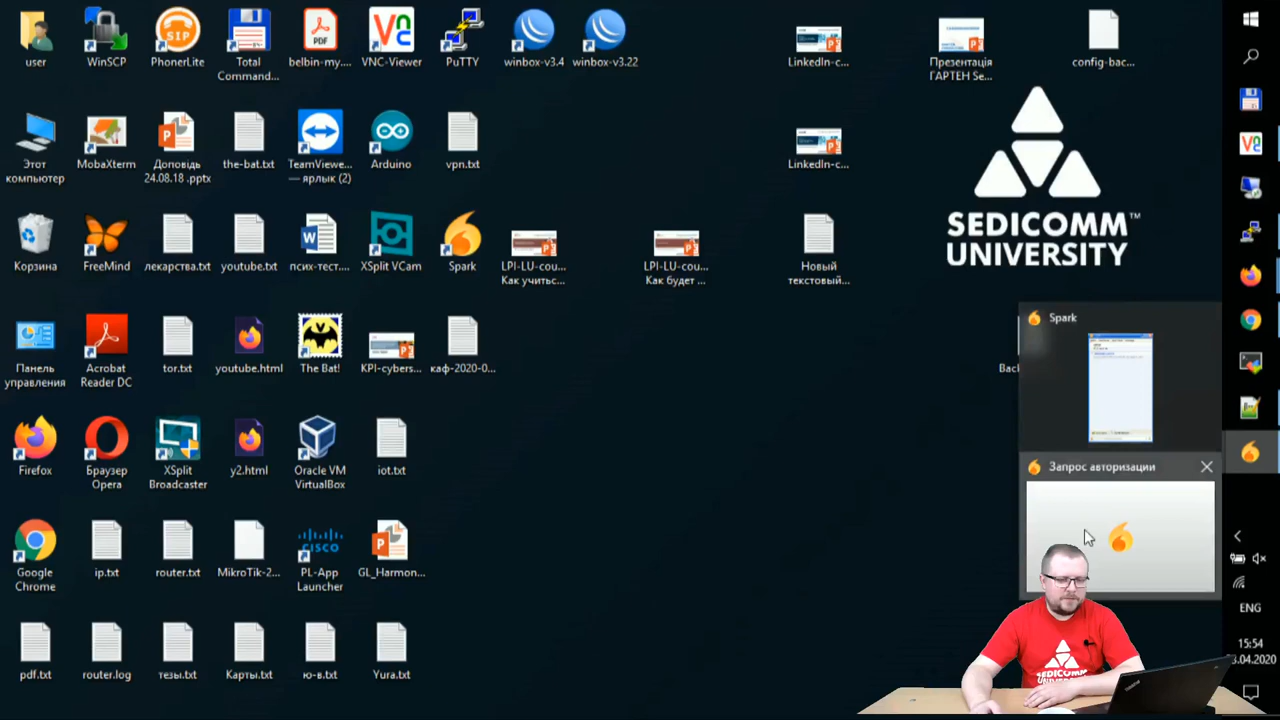 user
WinSCP
PhonerLite
Total
Command...
belbin-my....
VNC-Viewer
PuTTY
winbox-v3.4
winbox-v3.22
LinkedIn-c...
Презентація
ГАРТЕН Se...
config-bac...
Этот
компьютер
MobaXterm
Доповідь
24.08.18 .pptx
the-bat.txt
TeamViewe...
— ярлык (2)
Arduino
vpn.txt
LinkedIn-c...
SEDICOMM™
UNIVERSITY
Корзина
FreeMind
лекарства.txt
youtube.txt
псих-тест....
XSplit VCam
Spark
LPI-LU-cou...
Как учитьс...
LPI-LU-cou...
Как будет ...
Новый
текстовый...
Панель
управления
Acrobat
Reader DC
tor.txt
youtube.html
The Bat!
KPI-cybers...
каф-2020-0...
Back
Spark
Запрос авторизации
Firefox
Браузер
Opera
XSplit
Broadcaster
y2.html
Oracle VM
VirtualBox
iot.txt
Google
Chrome
ip.txt
router.txt
MikroTik-2...
PL-App
Launcher
GL_Harmon...
pdf.txt
router.log
тезы.txt
Карты.txt
ю-в.txt
Yura.txt
ENG
15:54
3.04.2020
SEDICOMM
UNIVERSITY